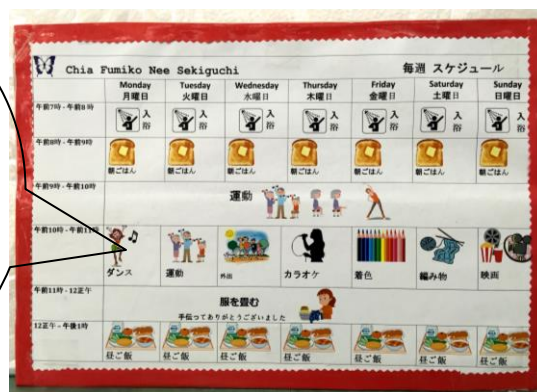 Chia Fumiko Nee Sekiguchi 毎週 スケジュール
Monday Tuesday Wednesday Thursday Friday Saturday Sunday
月曜日 火曜日 水曜日 木曜日 金曜日 土曜日 日曜日
午前7時 - 午前8時 入浴 入浴 入浴 入浴 入浴 入浴 入浴
午前8時 - 午前9時 朝ごはん 朝ごはん 朝ごはん 朝ごはん 朝ごはん 朝ごはん 朝ごはん
午前9時 - 午前10時 運動
午前10時 - 午前11時 ダンス 運動 外出 カラオケ 着色 編み物 映画
午前11時 - 12正午 服を畳む
手伝ってありがとうございました
12正午 - 午後1時 昼ご飯 昼ご飯 昼ご飯 昼ご飯 昼ご飯 昼ご飯 昼ご飯